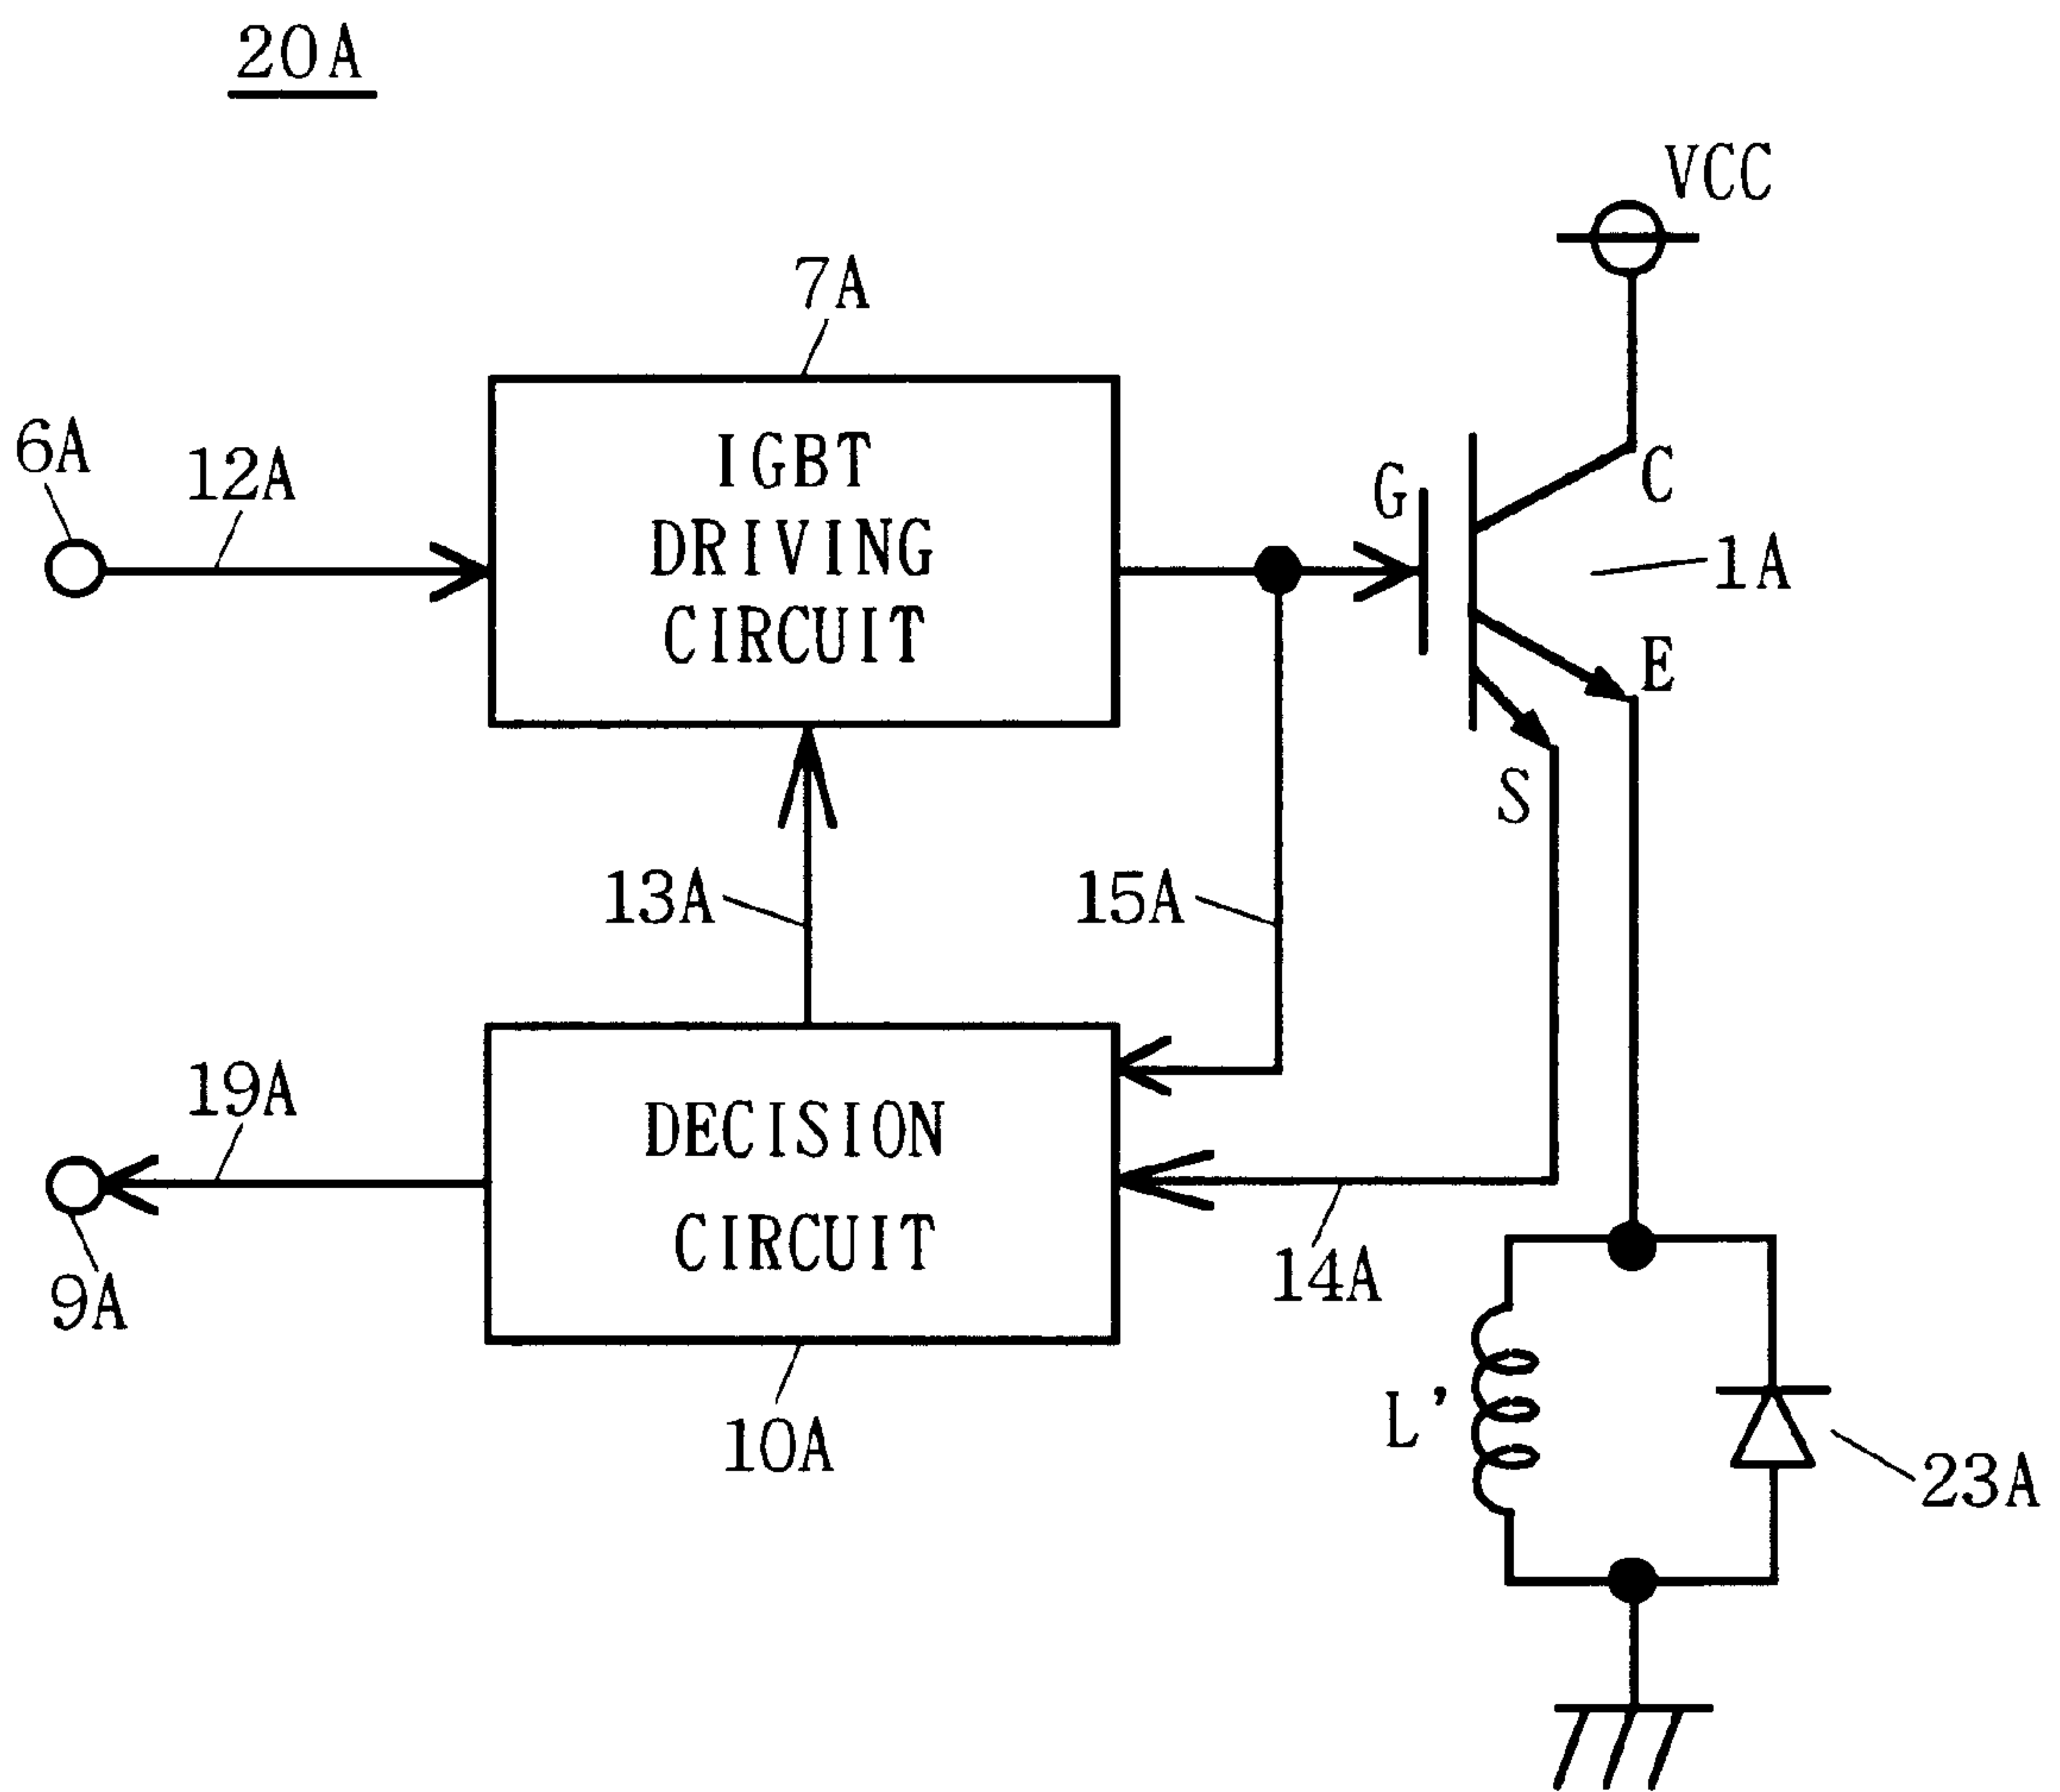 20A
VCC
7A
6A
12A
IGBT
DRIVING
CIRCUIT
G
C
1A
E
S
13A
15A
19A
DECISION
CIRCUIT
14A
9A
10A
L'
23A